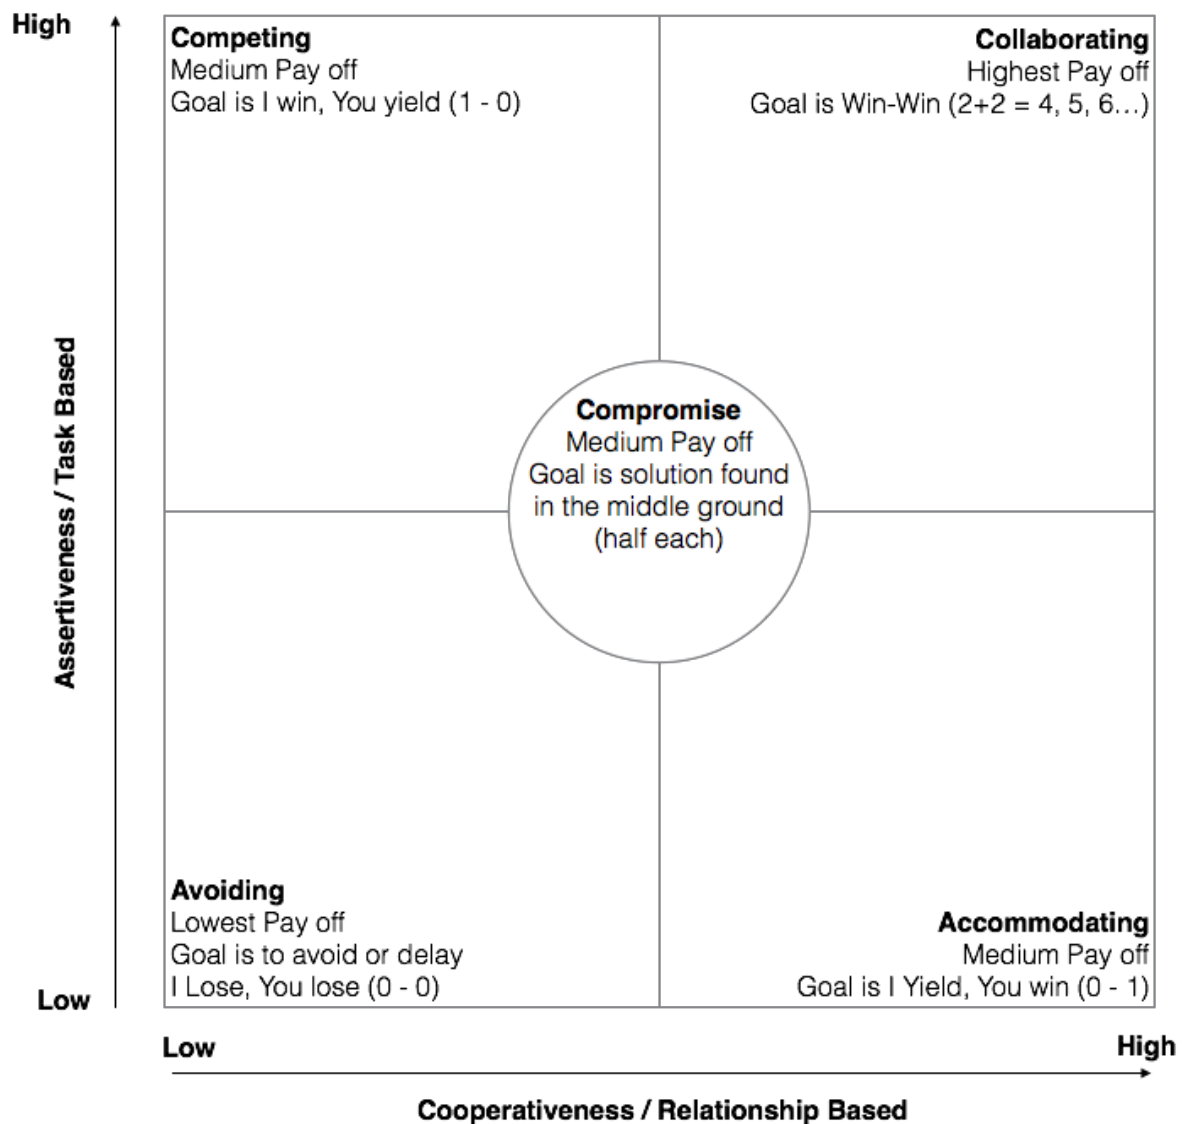 High
Competing
Medium Pay off
Goal is I win, You yield (1 - 0)
Collaborating
Highest Pay off
Goal is Win-Win (2+2 = 4, 5, 6...)
Assertiveness / Task Based
Compromise
Medium Pay off
Goal is solution found
in the middle ground
(half each)
Avoiding
Lowest Pay off
Goal is to avoid or delay
I Lose, You lose (0 - 0)
Accommodating
Medium Pay off
Goal is I Yield, You win (0 - 1)
Low
Low
High
Cooperativeness / Relationship Based